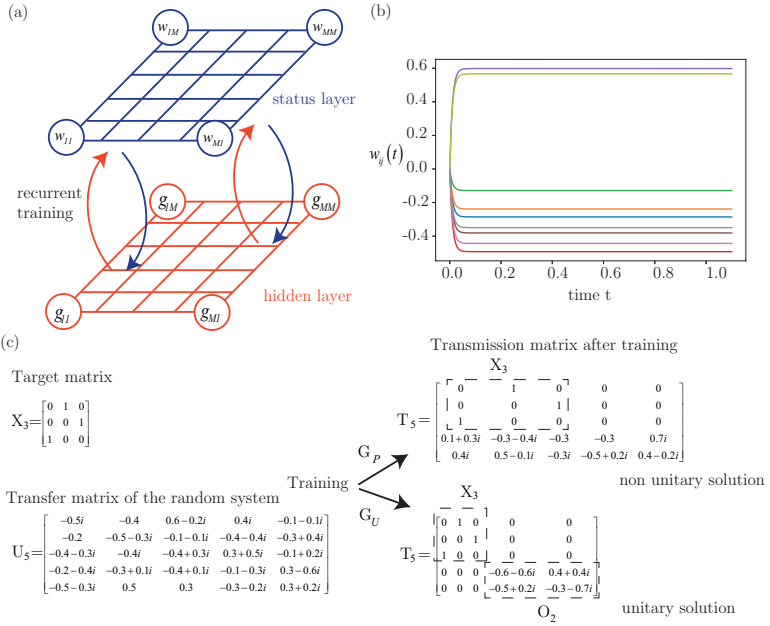 (a)
w_IM
w_MM
status layer
w_II
w_MI
recurrent
training
g_IM
g_MM
hidden layer
g_II
g_MI
(b)
w_ij(t)
0.6
0.4
0.2
0.0
-0.2
-0.4
0.0 0.2 0.4 0.6 0.8 1.0
time t
(c)
Target matrix
X₃=
0 1 0
0 0 1
1 0 0
Transfer matrix of the random system
U₅=
−0.5i −0.4 0.6−0.2i 0.4i −0.1−0.1i
−0.2 −0.5−0.3i −0.1−0.1i −0.4−0.4i −0.3+0.4i
−0.4−0.3i −0.4i −0.4+0.3i 0.3+0.5i −0.1+0.2i
−0.2−0.4i −0.3+0.1i −0.4+0.1i −0.1−0.3i 0.3−0.6i
−0.5−0.3i 0.5 0.3 −0.3−0.2i 0.3+0.2i
Training
G_P
G_U
Transmission matrix after training
X₃
T₅=
0 1 0 0 0
0 0 1 0 0
1 0 0 0 0
0.1+0.3i −0.3−0.4i −0.3 −0.3 0.7i
0.4i 0.5−0.1i −0.3i −0.5+0.2i 0.4−0.2i
non unitary solution
X₃
T₅=
0 1 0 0 0
0 0 1 0 0
1 0 0 0 0
0 0 0 −0.6−0.6i 0.4+0.4i
0 0 0 −0.5+0.2i −0.3−0.7i
O₂
unitary solution